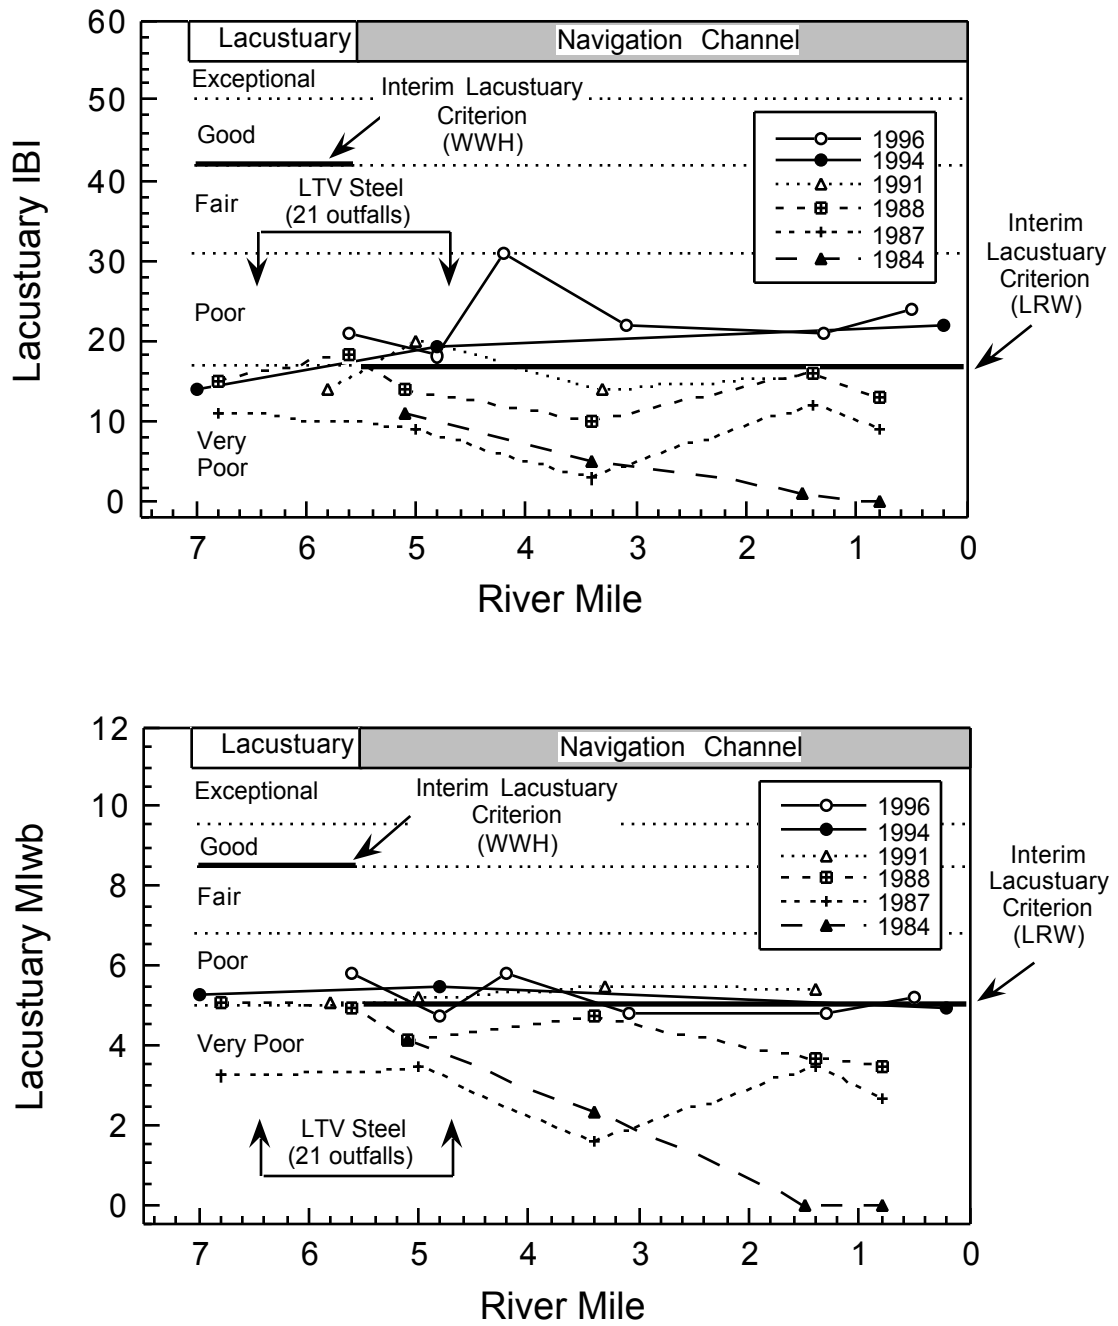 60
Lacustuary
Navigation Channel
Exceptional
Interim Lacustuary
Criterion
(WWH)
50
Good
1996
1994
1991
1988
1987
1984
40
LTV Steel
(21 outfalls)
Fair
Interim
Lacustuary
Criterion
(LRW)
30
Poor
20
10
Very
Poor
0
Lacustuary IBI
7 6 5 4 3 2 1 0
River Mile
12
Lacustuary
Navigation Channel
Exceptional
Interim Lacustuary
Criterion
(WWH)
10
Good
1996
1994
1991
1988
1987
1984
8
Fair
Interim
Lacustuary
Criterion
(LRW)
Poor
6
Very Poor
4
LTV Steel
(21 outfalls)
2
0
Lacustuary MIwb
7 6 5 4 3 2 1 0
River Mile